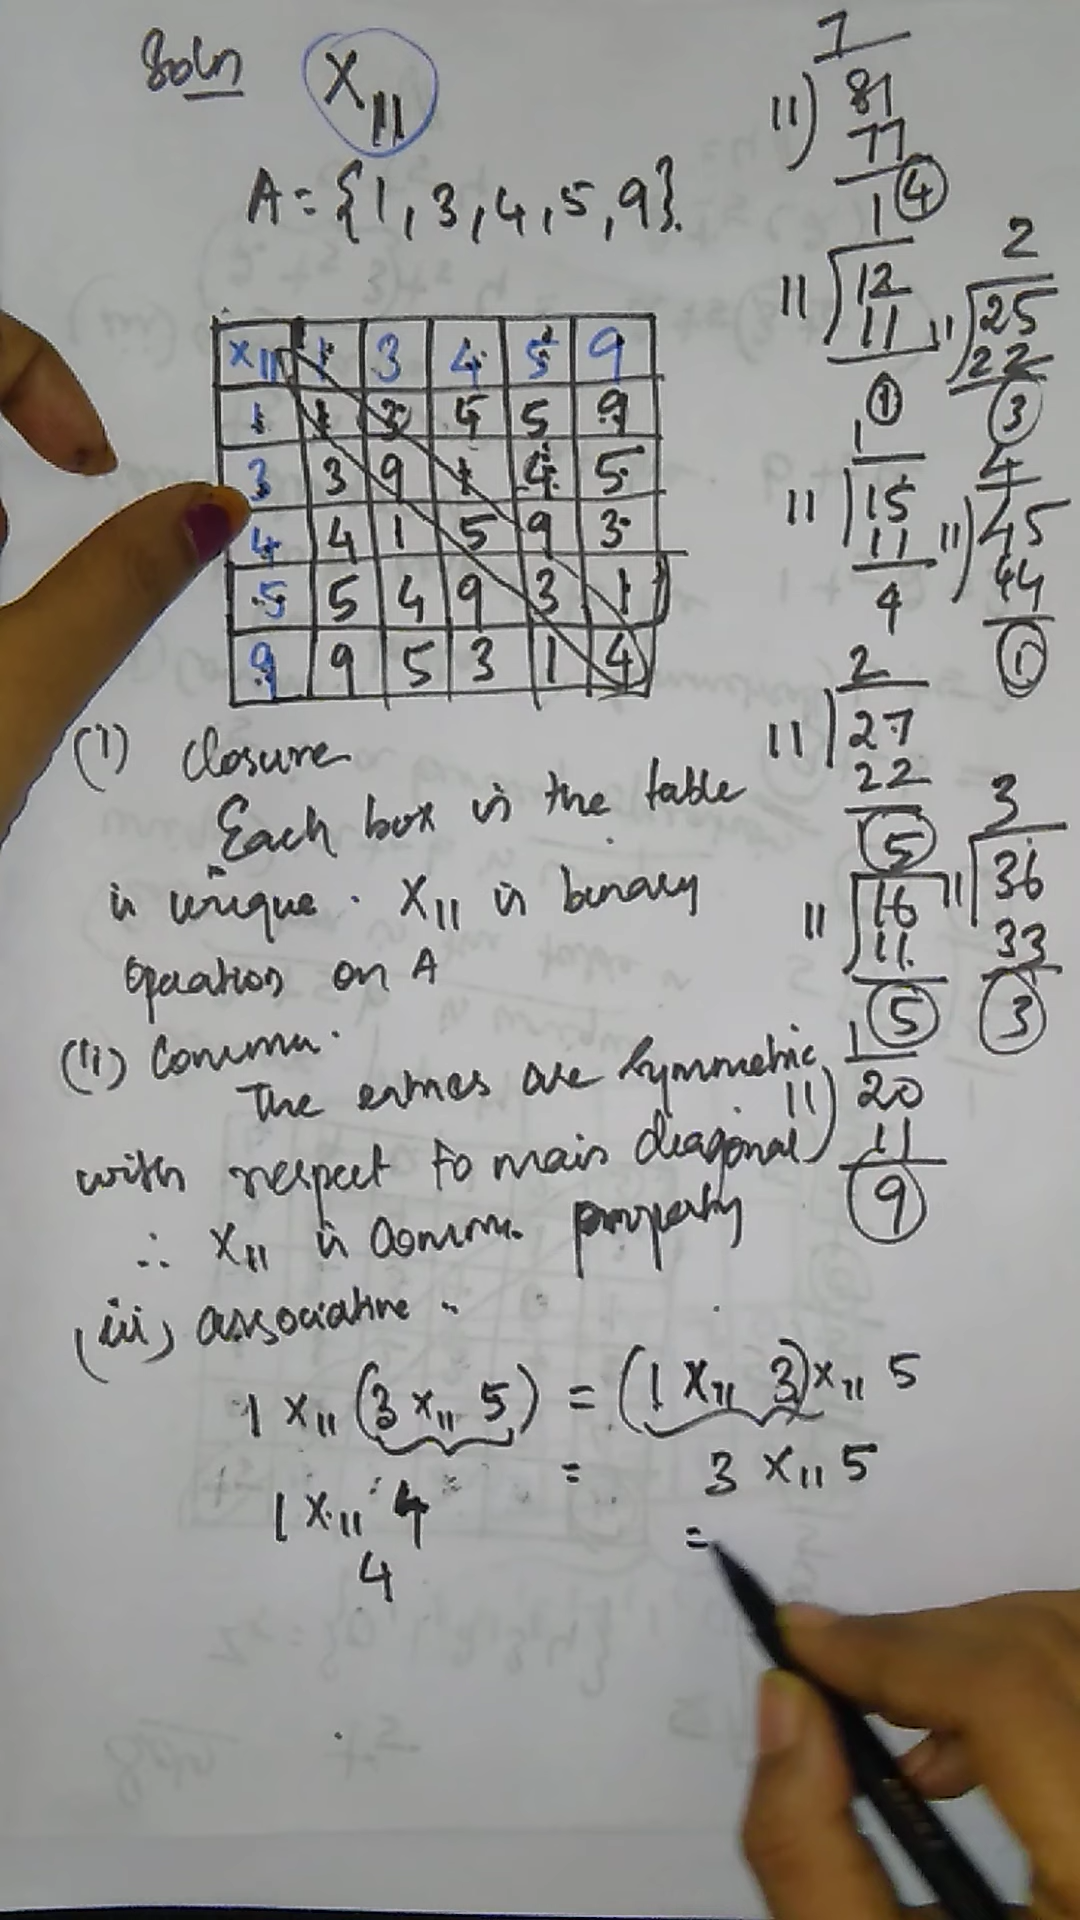 Soln X₁₁
A = {1, 3, 4, 5, 9}.
X₁₁ 1 3 4 5 9
1 1 3 4 5 9
3 3 9 1 4 5
4 4 1 5 9 3
5 5 4 9 3 1
9 9 5 3 1 4
(i) Closure
Each box in the table
is unique. X₁₁ is binary
on A
(ii) Commu.
The entries are Symmetric
with respect to main diagonal
∴ X₁₁ is Commu. property
(iii) associative
1 X₁₁ (3 X₁₁ 5) = (1 X₁₁ 3) X₁₁ 5
1 X₁₁ 4 = 3 X₁₁ 5
4 =
7
11) 81
77
4
1
11 12
11
1
2
11 25
22
3
1
11 15
11
4
4
11) 45
44
1
2
11 27
22
5
3
11 36
33
3
11 16
11
5
1
11) 20
11
9